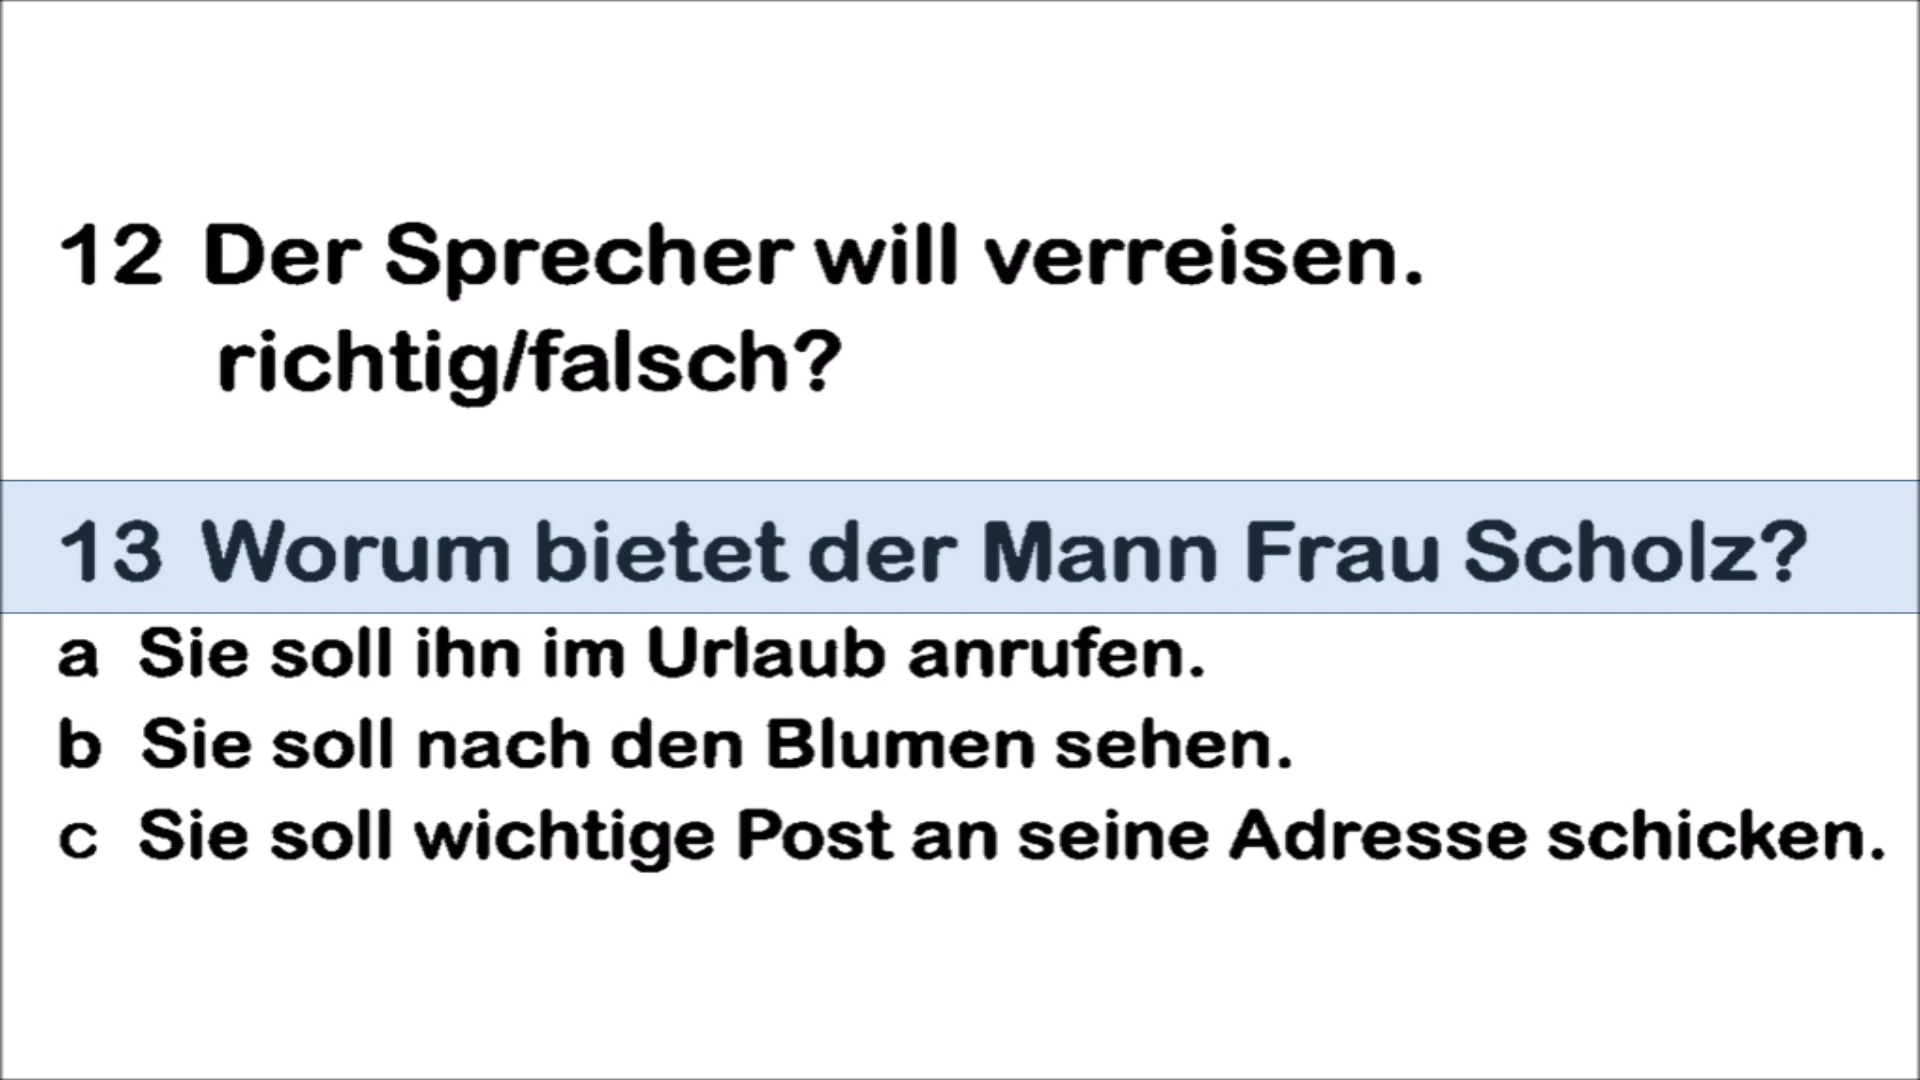 12 Der Sprecher will verreisen.
richtig/falsch?
13 Worum bietet der Mann Frau Scholz?
a Sie soll ihn im Urlaub anrufen.
b Sie soll nach den Blumen sehen.
c Sie soll wichtige Post an seine Adresse schicken.